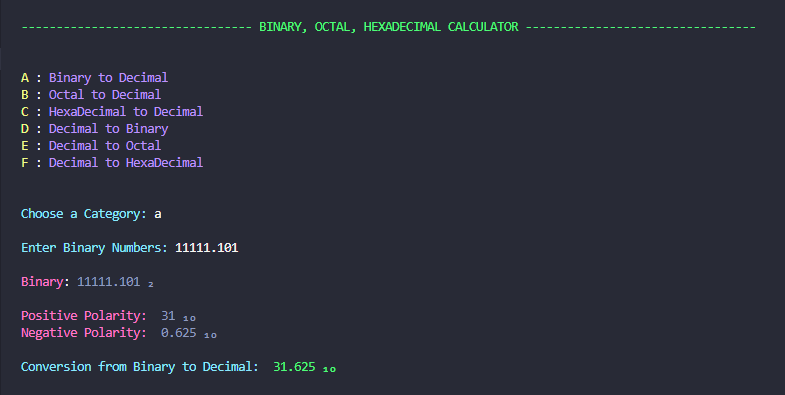 --------------------------------- BINARY, OCTAL, HEXADECIMAL CALCULATOR ---------------------------------
A : Binary to Decimal
B : Octal to Decimal
C : HexaDecimal to Decimal
D : Decimal to Binary
E : Decimal to Octal
F : Decimal to HexaDecimal
Choose a Category: a
Enter Binary Numbers: 11111.101
Binary: 11111.101 ₂
Positive Polarity:  31 ₁₀
Negative Polarity:  0.625 ₁₀
Conversion from Binary to Decimal:  31.625 ₁₀